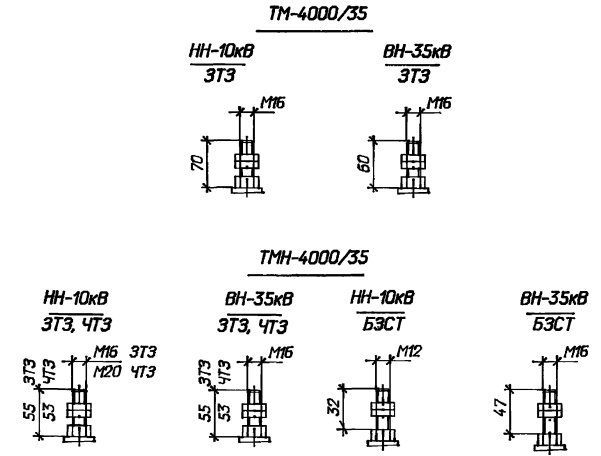 ТМ-4000/35
НН-10кВ
ЗТЗ
ВН-35кВ
ЗТЗ
М16
70
М16
60
ТМН-4000/35
НН-10кВ
ЗТЗ, ЧТЗ
ВН-35кВ
ЗТЗ, ЧТЗ
НН-10кВ
БЗСТ
ВН-35кВ
БЗСТ
М16 ЗТЗ
М20 ЧТЗ
ЗТЗ
ЧТЗ
55
53
М16
ЗТЗ
ЧТЗ
55
53
М12
32
М16
47